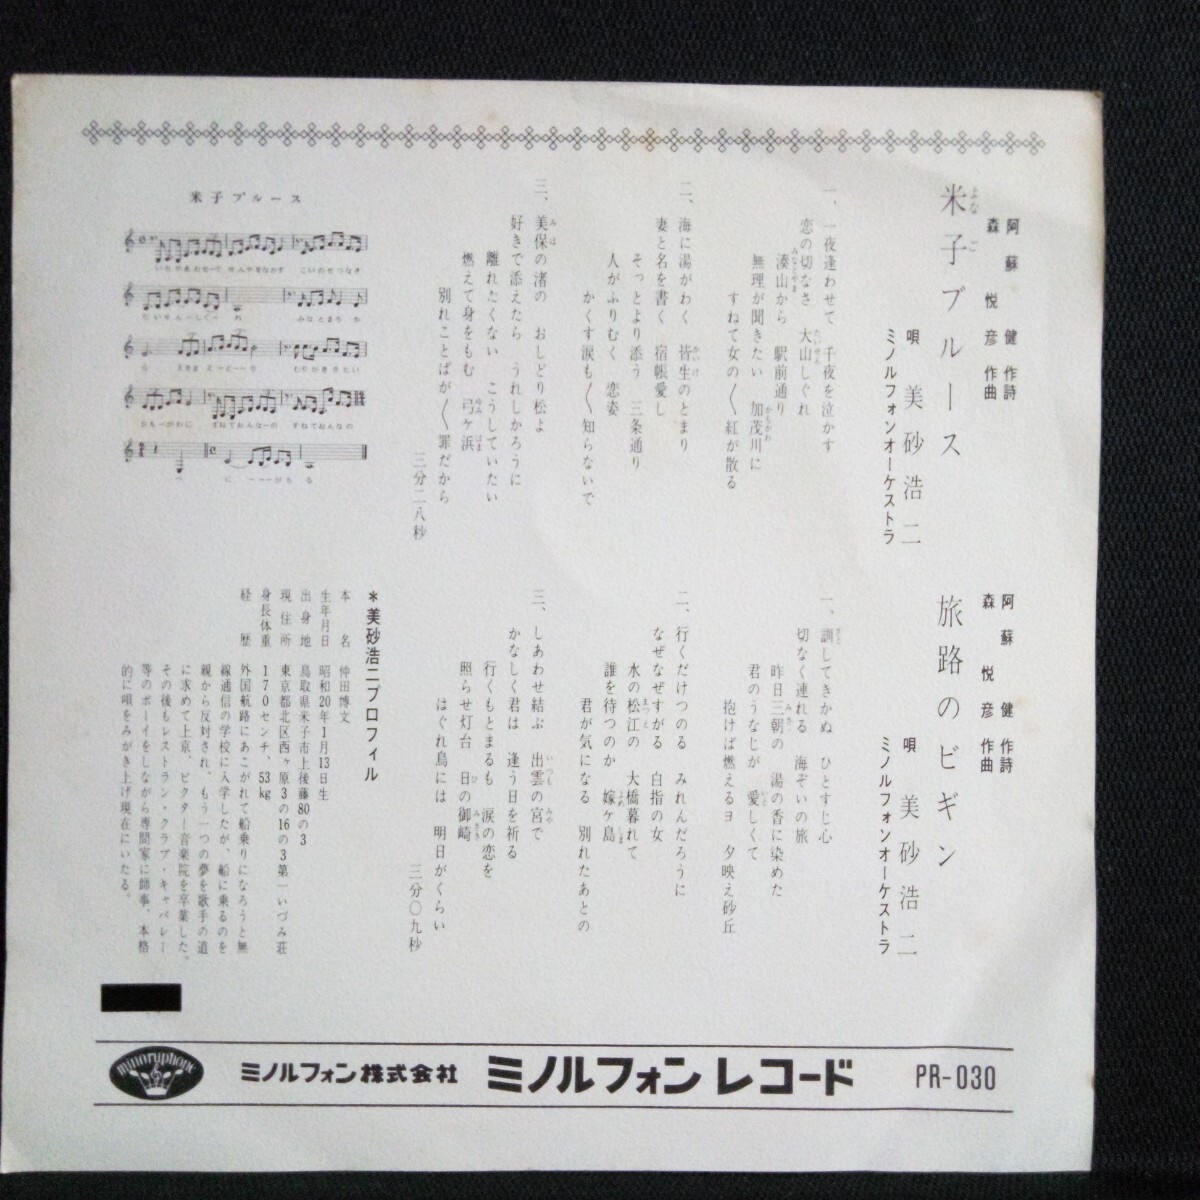 阿蘇健 作詩
森悦彦 作曲
米子ブルース
よなご
唄 美砂浩二
ミノルフォンオーケストラ
一、一夜逢わせて 千夜を泣かす
恋の切なさ 大山しぐれ
湊山から 駅前通り
無理が聞きたい 加茂川に
すねて女の〱 紅が散る
二、海に湯がわく 皆生のとまり
妻と名を書く 宿帳愛し
そっとより添う 三条通り
人がふりむく 恋姿
かくす涙も〱 知らないで
三、美保の渚の おしどり松よ
好きで添えたら うれしかろうに
離れたくない こうしていたい
燃えて身をもむ 弓ヶ浜
別れことばが〱 罪だから
三分二八秒
米子ブルース
阿蘇健 作詩
森悦彦 作曲
旅路のビギン
唄 美砂浩二
ミノルフォンオーケストラ
一、訓してきかぬ ひとすじ心
切なく連れる 海ぞいの旅
昨日三朝の 湯の香に染めた
君のうなじが 愛しくて
抱けば燃えるヨ 夕映え砂丘
二、行くだけつのる みれんだろうに
なぜなぜすがる 白指の女
水の松江の 大橋暮れて
誰を待つのか 嫁ヶ島
君が気になる 別れたあとの
三、しあわせ結ぶ 出雲の宮で
かなしく君は 逢う日を祈る
行くもとまるも 涙の恋を
照らせ灯台 日の御崎
はぐれ鳥には 明日がくらい
三分〇九秒
*美砂浩二プロフィル
本名 仲田博文
生年月日 昭和20年1月13日生
出身地 鳥取県米子市上後藤80の3
現住所 東京都北区西ヶ原3の16の3第一いづみ荘
身長体重 170センチ、53kg
経歴 外国航路にあこがれて船乗りになろうと無
線通信の学校に入学したが、船に乗るのを
親から反対され、もう一つの夢を歌手の道
に求めて上京、ビクター音楽院を卒業した。
その後もレストラン・クラブ・キャバレー
等のボーイをしながら専門家に師事、本格
的に唄をみがき上げ現在にいたる。
minoruphone
ミノルフォン株式会社 ミノルフォンレコード PR-030